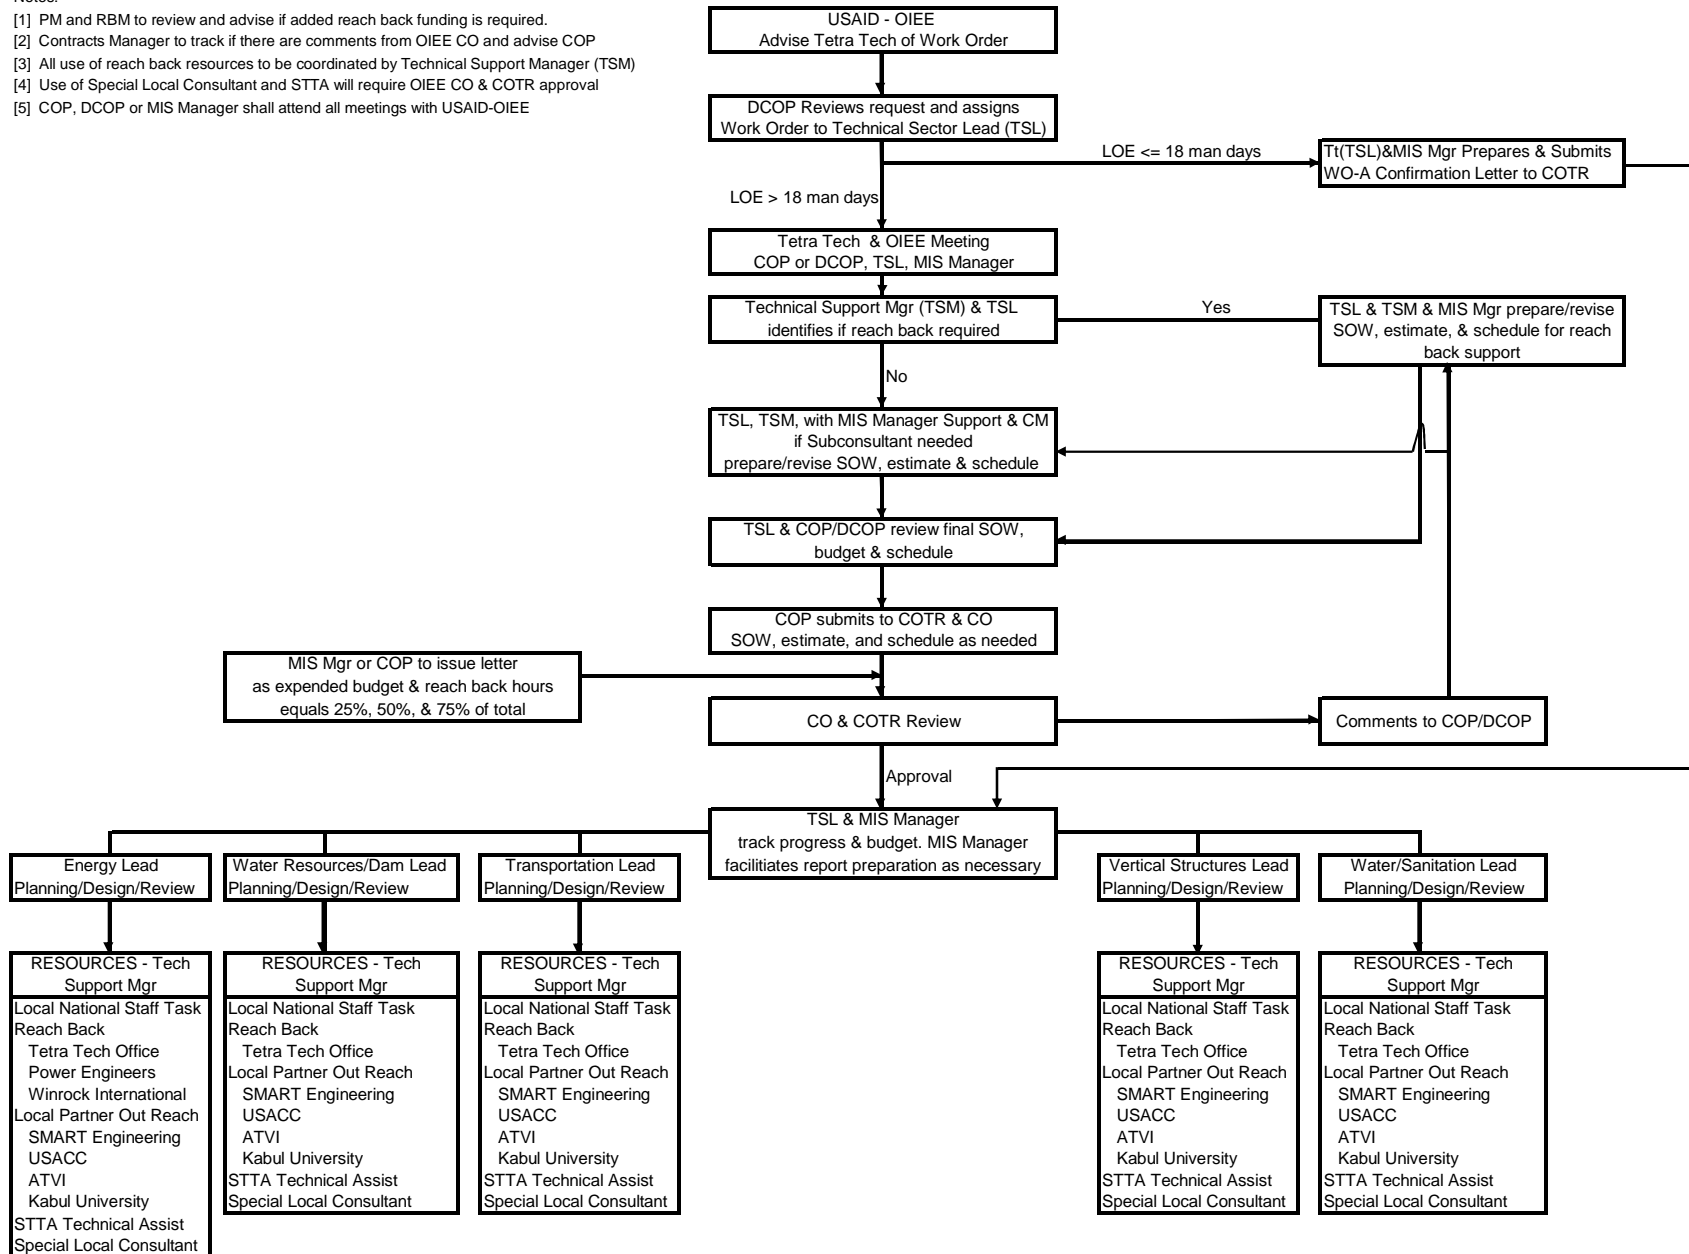 Notes:
[1] PM and RBM to review and advise if added reach back funding is required.
[2] Contracts Manager to track if there are comments from OIEE CO and advise COP
[3] All use of reach back resources to be coordinated by Technical Support Manager (TSM)
[4] Use of Special Local Consultant and STTA will require OIEE CO & COTR approval
[5] COP, DCOP or MIS Manager shall attend all meetings with USAID-OIEE
USAID - OIEE
Advise Tetra Tech of Work Order
DCOP Reviews request and assigns
Work Order to Technical Sector Lead (TSL)
LOE <= 18 man days
Tt(TSL)&MIS Mgr Prepares & Submits
WO-A Confirmation Letter to COTR
LOE > 18 man days
Tetra Tech & OIEE Meeting
COP or DCOP, TSL, MIS Manager
Technical Support Mgr (TSM) & TSL
identifies if reach back required
Yes
TSL & TSM & MIS Mgr prepare/revise
SOW, estimate, & schedule for reach
back support
No
TSL, TSM, with MIS Manager Support & CM
if Subconsultant needed
prepare/revise SOW, estimate & schedule
TSL & COP/DCOP review final SOW,
budget & schedule
COP submits to COTR & CO
SOW, estimate, and schedule as needed
MIS Mgr or COP to issue letter
as expended budget & reach back hours
equals 25%, 50%, & 75% of total
CO & COTR Review
Comments to COP/DCOP
Approval
TSL & MIS Manager
track progress & budget. MIS Manager
facilitiates report preparation as necessary
Energy Lead
Planning/Design/Review
Water Resources/Dam Lead
Planning/Design/Review
Transportation Lead
Planning/Design/Review
Vertical Structures Lead
Planning/Design/Review
Water/Sanitation Lead
Planning/Design/Review
RESOURCES - Tech
Support Mgr
Local National Staff Task
Reach Back
Tetra Tech Office
Power Engineers
Winrock International
Local Partner Out Reach
SMART Engineering
USACC
ATVI
Kabul University
STTA Technical Assist
Special Local Consultant
RESOURCES - Tech
Support Mgr
Local National Staff Task
Reach Back
Tetra Tech Office
Local Partner Out Reach
SMART Engineering
USACC
ATVI
Kabul University
STTA Technical Assist
Special Local Consultant
RESOURCES - Tech
Support Mgr
Local National Staff Task
Reach Back
Tetra Tech Office
Local Partner Out Reach
SMART Engineering
USACC
ATVI
Kabul University
STTA Technical Assist
Special Local Consultant
RESOURCES - Tech
Support Mgr
Local National Staff Task
Reach Back
Tetra Tech Office
Local Partner Out Reach
SMART Engineering
USACC
ATVI
Kabul University
STTA Technical Assist
Special Local Consultant
RESOURCES - Tech
Support Mgr
Local National Staff Task
Reach Back
Tetra Tech Office
Local Partner Out Reach
SMART Engineering
USACC
ATVI
Kabul University
STTA Technical Assist
Special Local Consultant